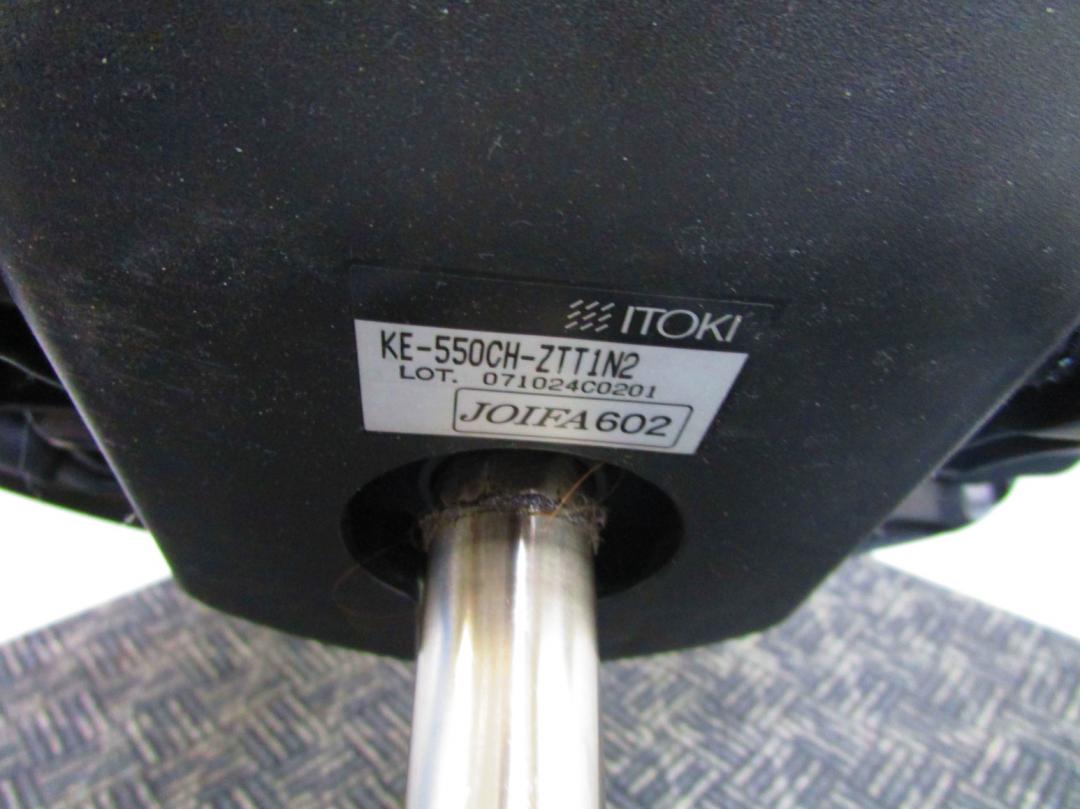 ITOKI
KE-550CH-ZTT1N2
LOT. 071024C0201
JOIFA 602